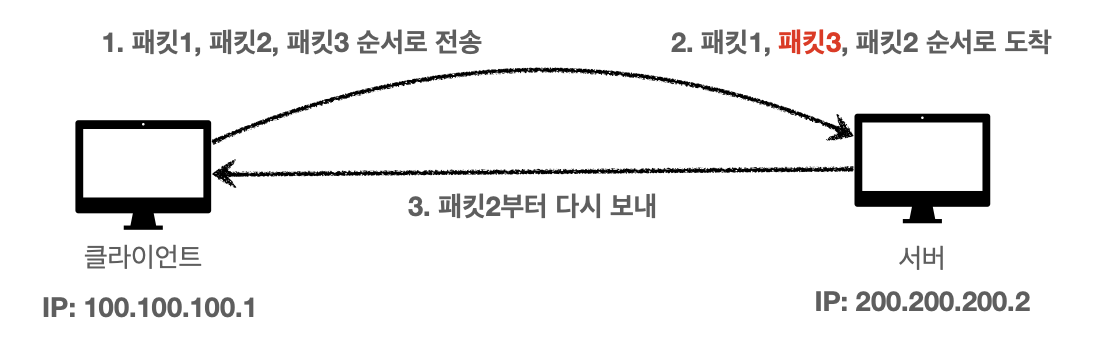 1. 패킷1, 패킷2, 패킷3 순서로 전송
2. 패킷1, 패킷3, 패킷2 순서로 도착
3. 패킷2부터 다시 보내
클라이언트
서버
IP: 100.100.100.1
IP: 200.200.200.2